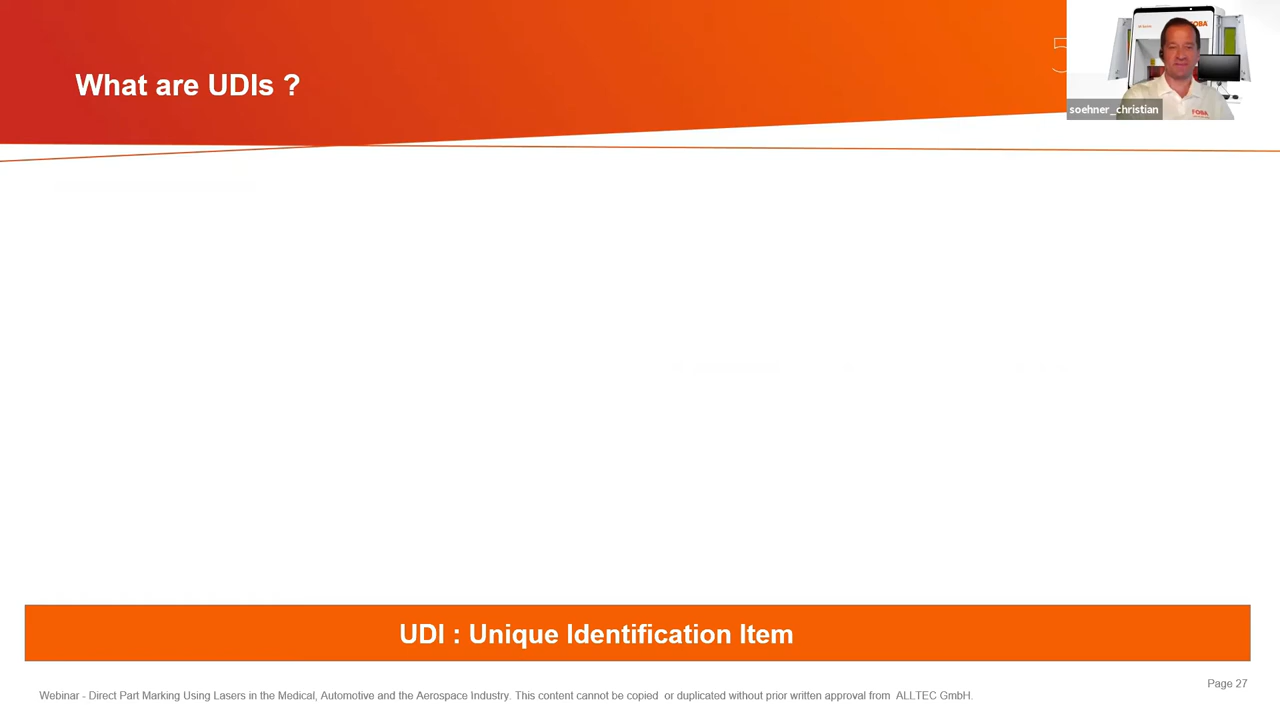 What are UDIs ?
soehner_christian
UDI : Unique Identification Item
Page 27
Webinar - Direct Part Marking Using Lasers in the Medical, Automotive and the Aerospace Industry. This content cannot be copied or duplicated without prior written approval from ALLTEC GmbH.